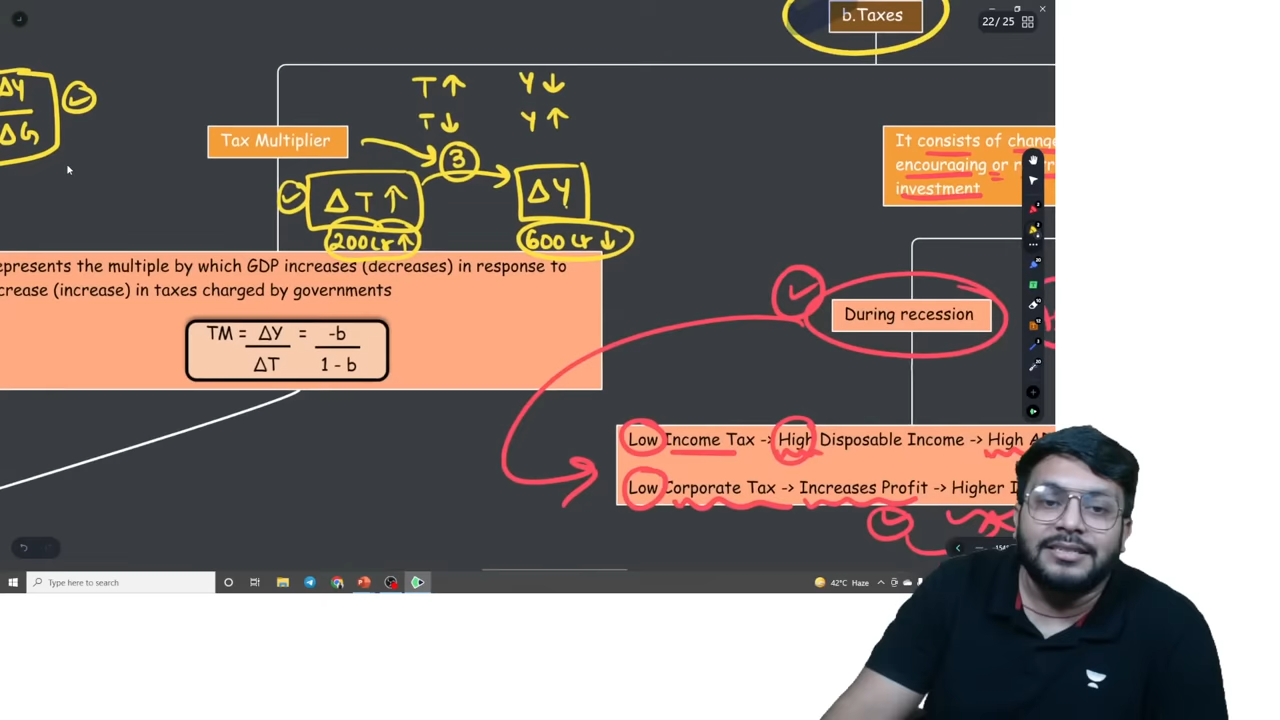 b.Taxes
22/25
T↑ Y↓
T↓ Y↑
ΔY
ΔG
Tax Multiplier
3
ΔT↑
ΔY
200Cr↑
600Cr↓
It consists of change
encouraging or
investment
epresents the multiple by which GDP increases (decreases) in response to
crease (increase) in taxes charged by governments
TM = ΔY = -b
ΔT 1 - b
During recession
Low Income Tax -> High Disposable Income -> High
Low Corporate Tax -> Increases Profit -> Higher
Type here to search
42°C Haze